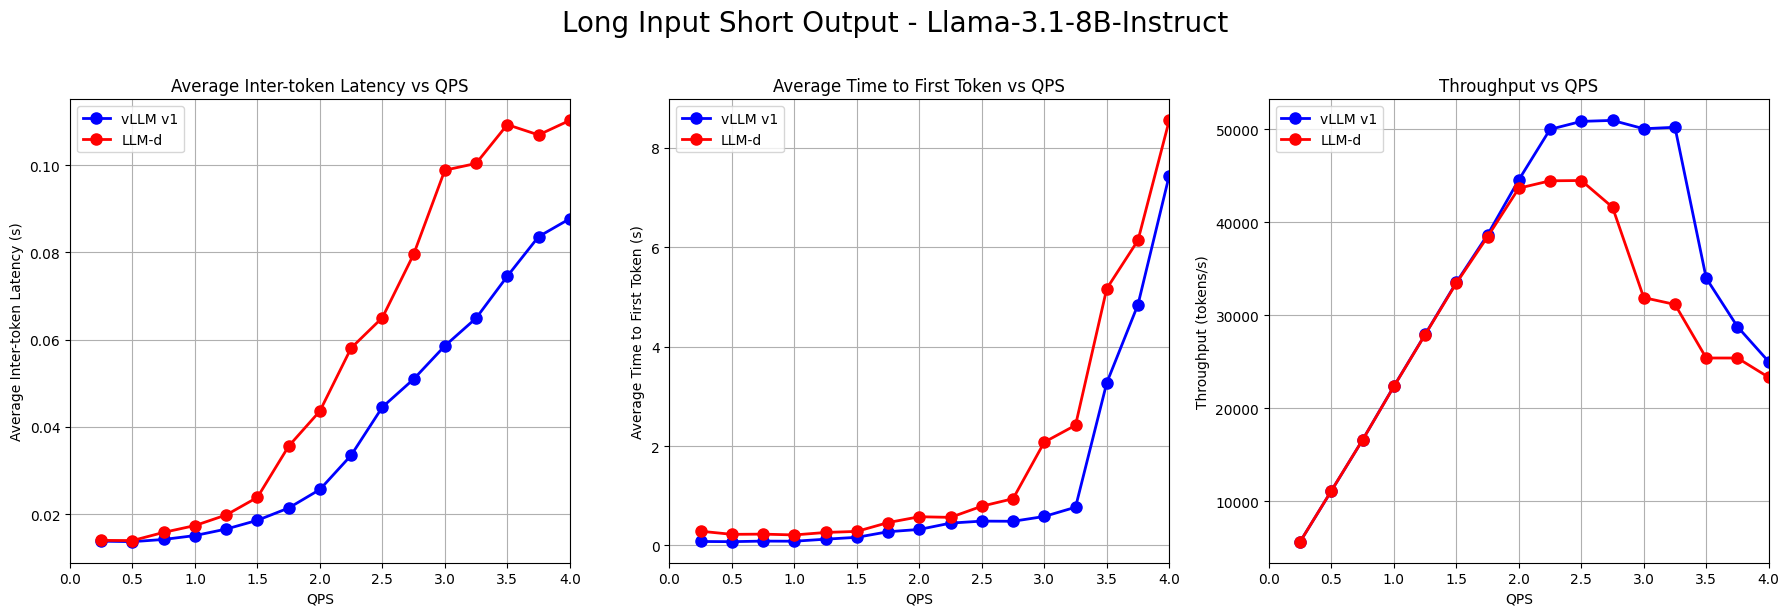 Long Input Short Output - Llama-3.1-8B-Instruct
Average Inter-token Latency vs QPS
vLLM v1
LLM-d
Average Inter-token Latency (s)
0.10
0.08
0.06
0.04
0.02
0.0 0.5 1.0 1.5 2.0 2.5 3.0 3.5 4.0
QPS
Average Time to First Token vs QPS
vLLM v1
LLM-d
Average Time to First Token (s)
8
6
4
2
0
0.0 0.5 1.0 1.5 2.0 2.5 3.0 3.5 4.0
QPS
Throughput vs QPS
vLLM v1
LLM-d
Throughput (tokens/s)
50000
40000
30000
20000
10000
0.0 0.5 1.0 1.5 2.0 2.5 3.0 3.5 4.0
QPS